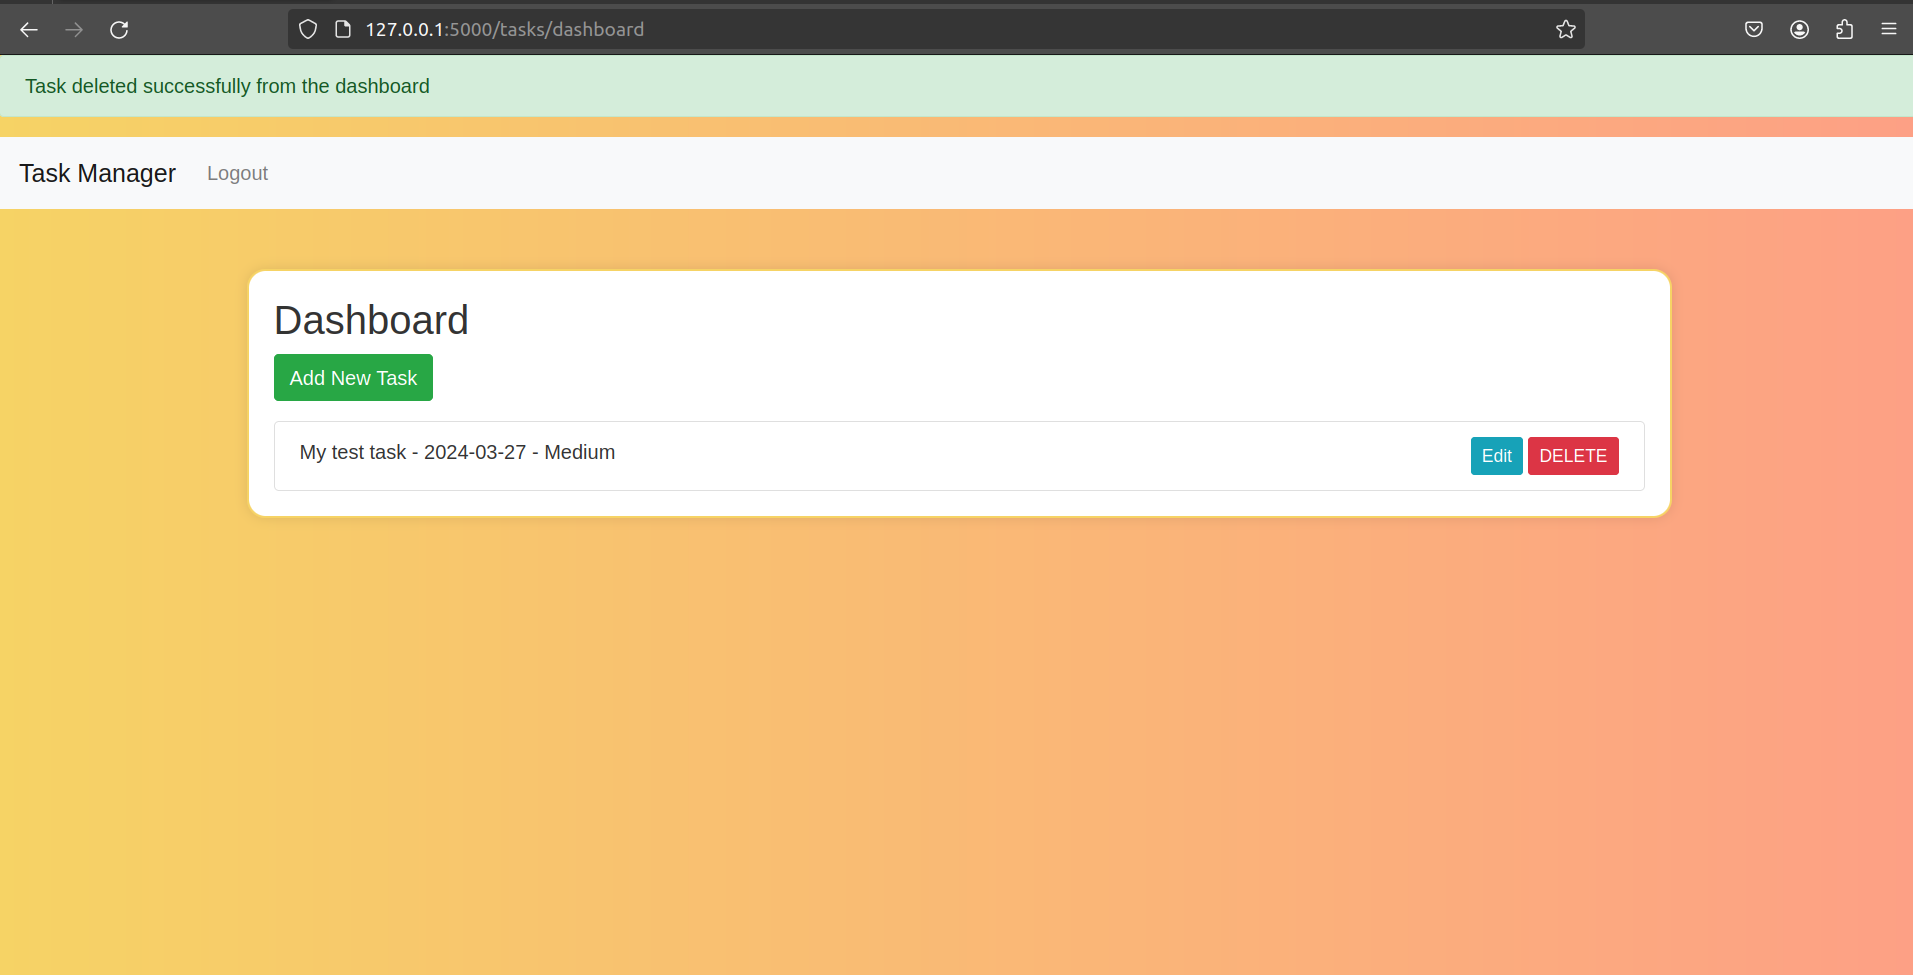 127.0.0.1:5000/tasks/dashboard
Task deleted successfully from the dashboard
Task Manager Logout
Dashboard
Add New Task
My test task - 2024-03-27 - Medium Edit DELETE